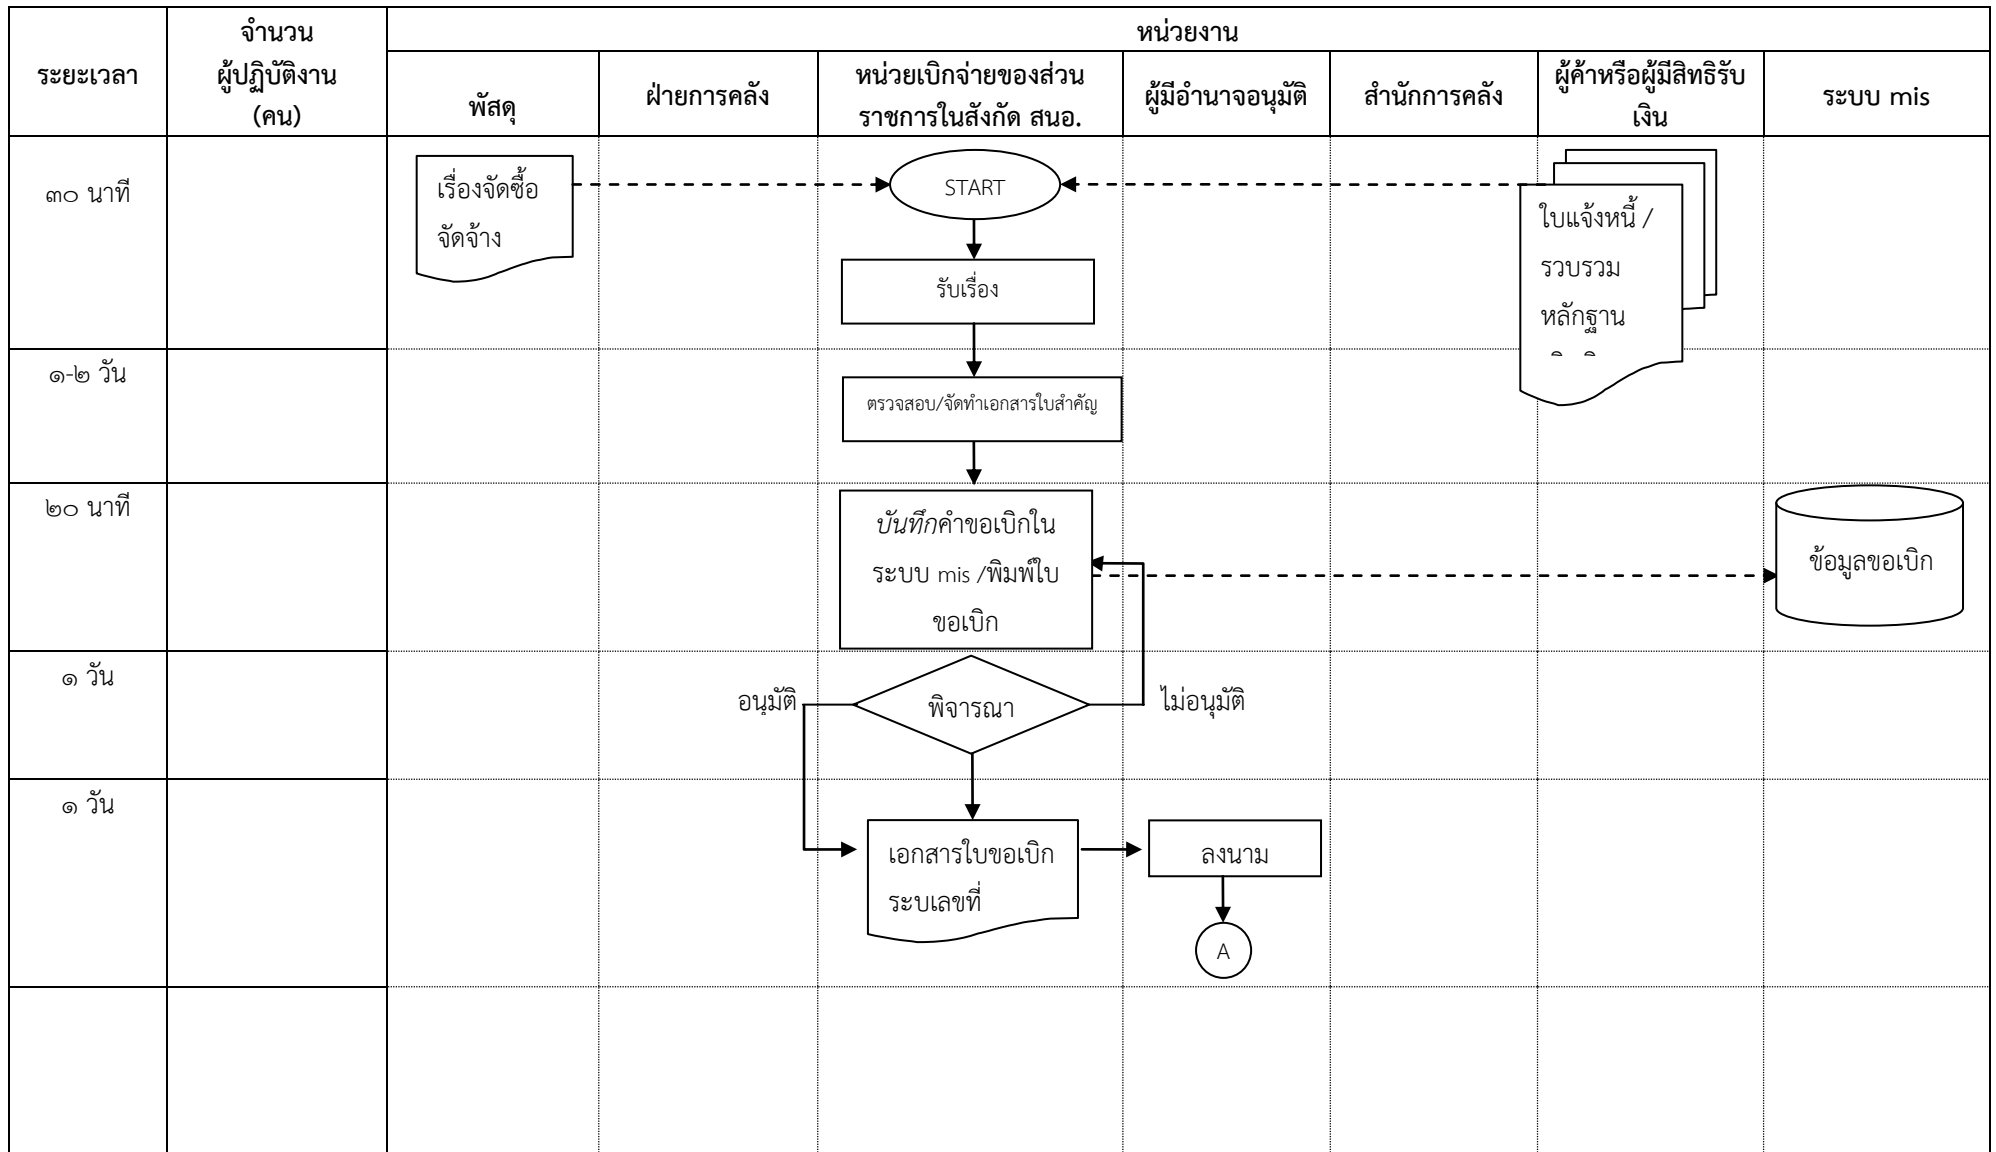 ระยะเวลา
จำนวน
ผู้ปฏิบัติงาน
(คน)
หน่วยงาน
พัสดุ
ฝ่ายการคลัง
หน่วยเบิกจ่ายของส่วน
ราชการในสังกัด สนอ.
ผู้มีอำนาจอนุมัติ
สำนักการคลัง
ผู้ค้าหรือผู้มีสิทธิรับ
เงิน
ระบบ mis
๓๐ นาที
เรื่องจัดซื้อ
จัดจ้าง
START
รับเรื่อง
ใบแจ้งหนี้ /
รวบรวม
หลักฐาน
๑-๒ วัน
ตรวจสอบ/จัดทำเอกสารใบสำคัญ
๒๐ นาที
บันทึกคำขอเบิกใน
ระบบ mis /พิมพ์ใบ
ขอเบิก
ข้อมูลขอเบิก
๑ วัน
อนุมัติ
พิจารณา
ไม่อนุมัติ
๑ วัน
เอกสารใบขอเบิก
ระบเลขที่
ลงนาม
A